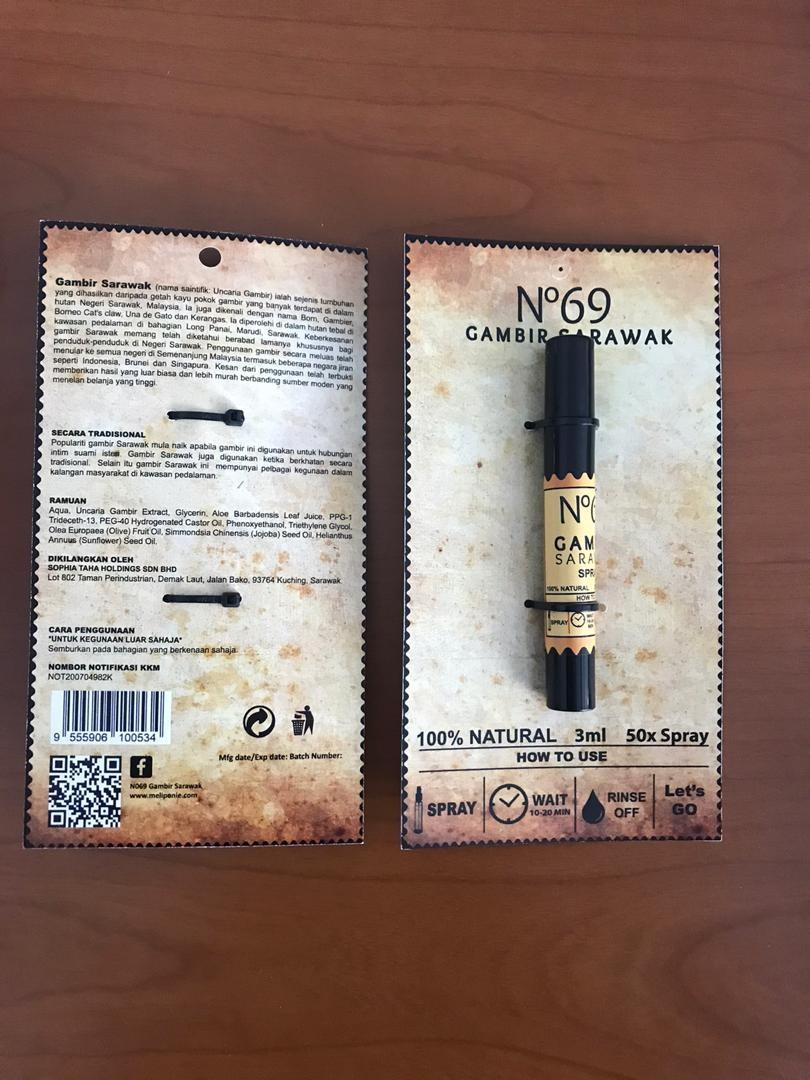 Gambir Sarawak (nama saintifik: Uncaria Gambir) ialah sejenis tumbuhan
yang dihasilkan daripada getah kayu pokok gambir yang banyak terdapat di dalam
hutan Negeri Sarawak, Malaysia. Ia juga dikenali dengan nama Born, Gambier,
Borneo Cat's claw, Una de Gato dan Kerangas. Ia diperolehi di dalam hutan tebal di
kawasan pedalaman di bahagian Long Panai, Marudi, Sarawak. Keberkesanan
gambir Sarawak memang telah diketahui berabad lamanya khususnya bagi
penduduk-penduduk di Negeri Sarawak. Penggunaan gambir secara meluas telah
menular ke semua negeri di Semenanjung Malaysia termasuk beberapa negara jiran
seperti Indonesia, Brunei dan Singapura. Kesan dari penggunaan telah terbukti
memberikan hasil yang luar biasa dan lebih murah berbanding sumber moden yang
menelan belanja yang tinggi.
SECARA TRADISIONAL
Populariti gambir Sarawak mula naik apabila gambir ini digunakan untuk hubungan
intim suami isteri. Gambir Sarawak juga digunakan ketika berkhatan secara
tradisional. Selain itu gambir Sarawak ini mempunyai pelbagai kegunaan dalam
kalangan masyarakat di kawasan pedalaman.
RAMUAN
Aqua, Uncaria Gambir Extract, Glycerin, Aloe Barbadensis Leaf Juice, PPG-1
Trideceth-13, PEG-40 Hydrogenated Castor Oil, Phenoxyethanol, Triethylene Glycol,
Olea Europaea (Olive) Fruit Oil, Simmondsia Chinensis (Jojoba) Seed Oil, Helianthus
Annuus (Sunflower) Seed Oil.
DIKILANGKAN OLEH
SOPHIA TAHA HOLDINGS SDN BHD
Lot 802 Taman Perindustrian, Demak Laut, Jalan Bako, 93764 Kuching, Sarawak.
CARA PENGGUNAAN
*UNTUK KEGUNAAN LUAR SAHAJA*
Semburkan pada bahagian yang berkenaan sahaja.
NOMBOR NOTIFIKASI KKM
NOT200704982K
9 555906 100534
Mfg date/Exp date: Batch Number:
NO69 Gambir Sarawak
www.meliponie.com
Nº69
GAMBIR SARAWAK
Nº6
GAM
SARA
SPR
100% NATURAL
HOW T
SPRAY WAIT
100% NATURAL 3ml 50x Spray
HOW TO USE
SPRAY WAIT 10-20 MIN RINSE OFF Let's GO